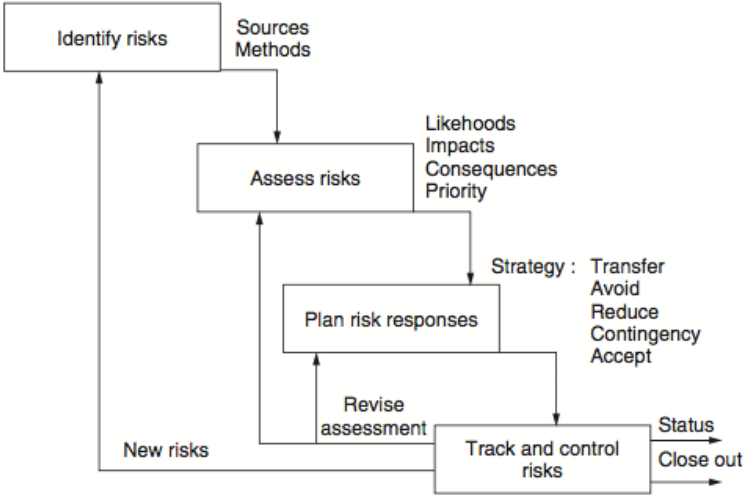 Identify risks
Sources
Methods
Assess risks
Likehoods
Impacts
Consequences
Priority
Plan risk responses
Strategy : Transfer
Avoid
Reduce
Contingency
Accept
Revise
assessment
New risks
Track and control
risks
Status
Close out